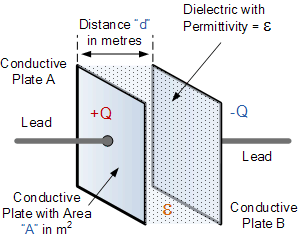 Distance "d"
in metres
Dielectric with
Permittivity = ε
Conductive
Plate A
+Q
-Q
Lead
Lead
ε
Conductive
Plate with Area
"A" in m²
Conductive
Plate B